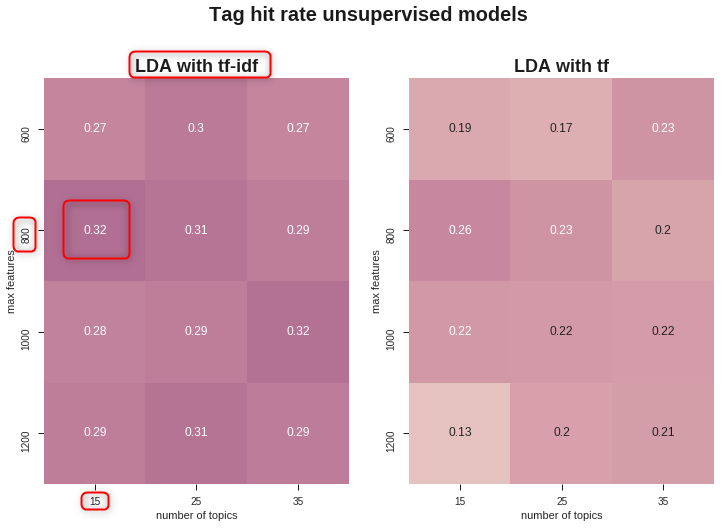 Tag hit rate unsupervised models
LDA with tf-idf
max features
600
0.27 0.3 0.27
800
0.32 0.31 0.29
1000
0.28 0.29 0.32
1200
0.29 0.31 0.29
15 25 35
number of topics
LDA with tf
max features
600
0.19 0.17 0.23
800
0.26 0.23 0.2
1000
0.22 0.22 0.22
1200
0.13 0.2 0.21
15 25 35
number of topics